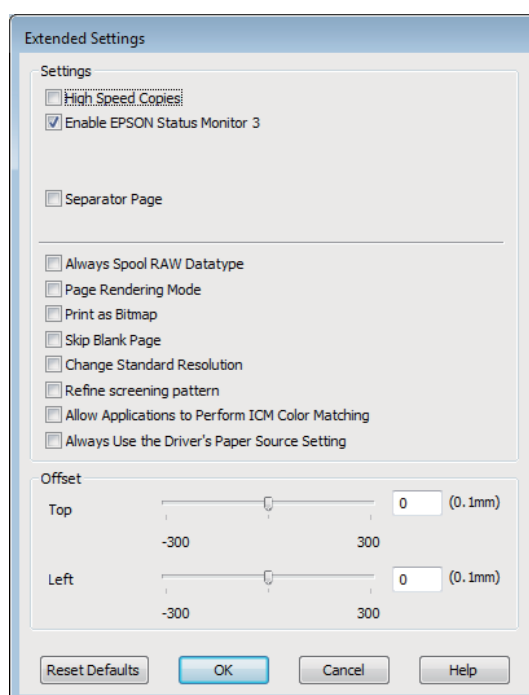 Extended Settings
Settings
High Speed Copies
Enable EPSON Status Monitor 3
Separator Page
Always Spool RAW Datatype
Page Rendering Mode
Print as Bitmap
Skip Blank Page
Change Standard Resolution
Refine screening pattern
Allow Applications to Perform ICM Color Matching
Always Use the Driver's Paper Source Setting
Offset
Top 0 (0.1mm)
-300 300
Left 0 (0.1mm)
-300 300
Reset Defaults OK Cancel Help